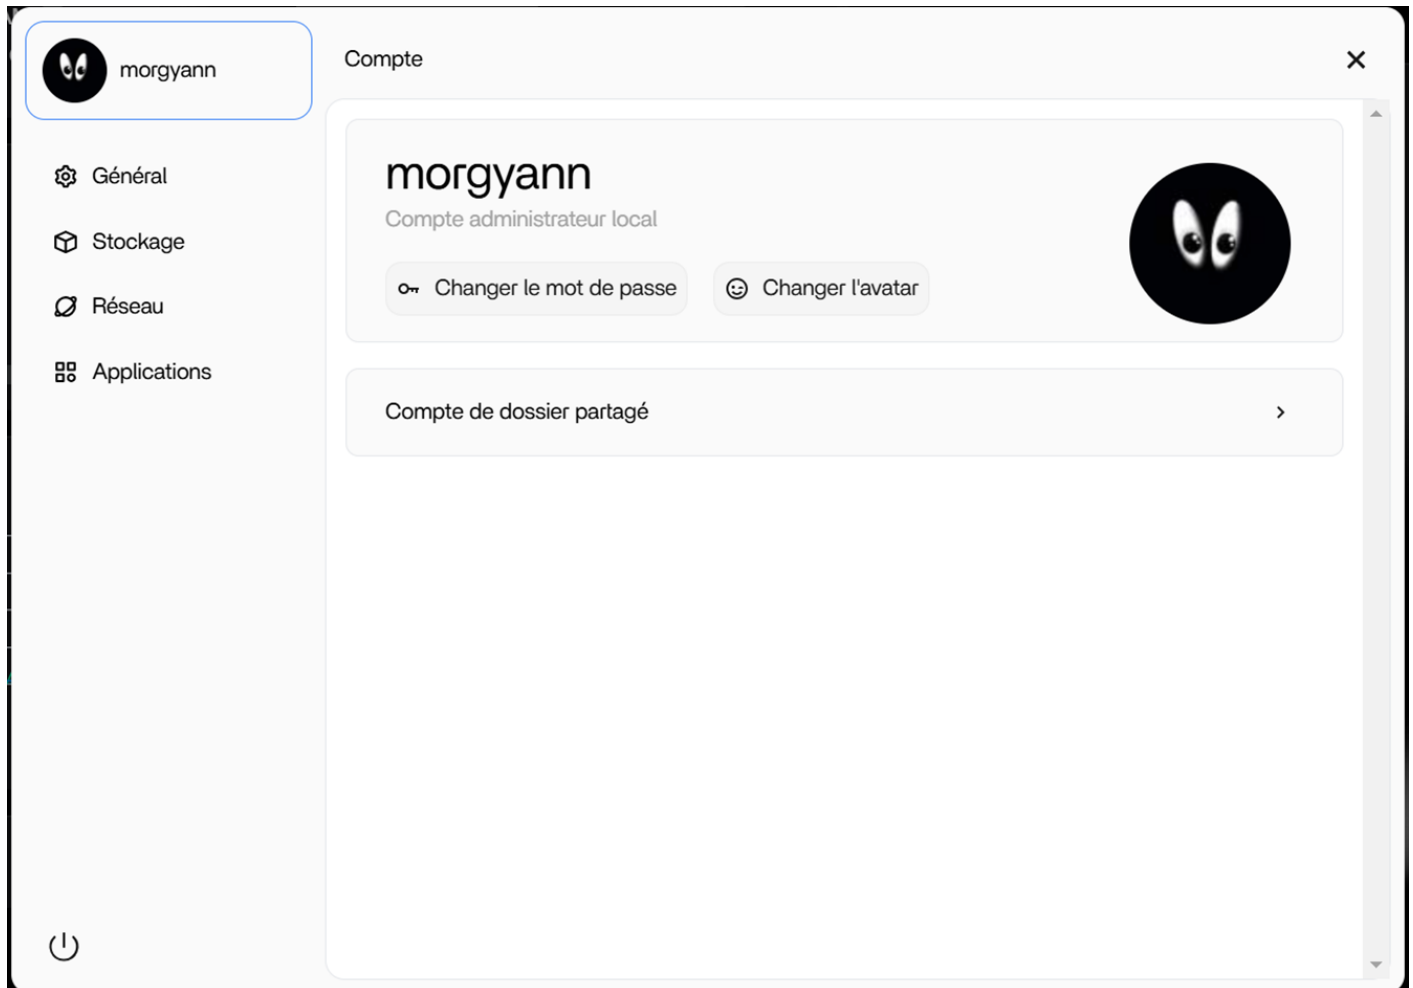 morgyann
Compte
Général
Stockage
Réseau
Applications
morgyann
Compte administrateur local
Changer le mot de passe
Changer l'avatar
Compte de dossier partagé